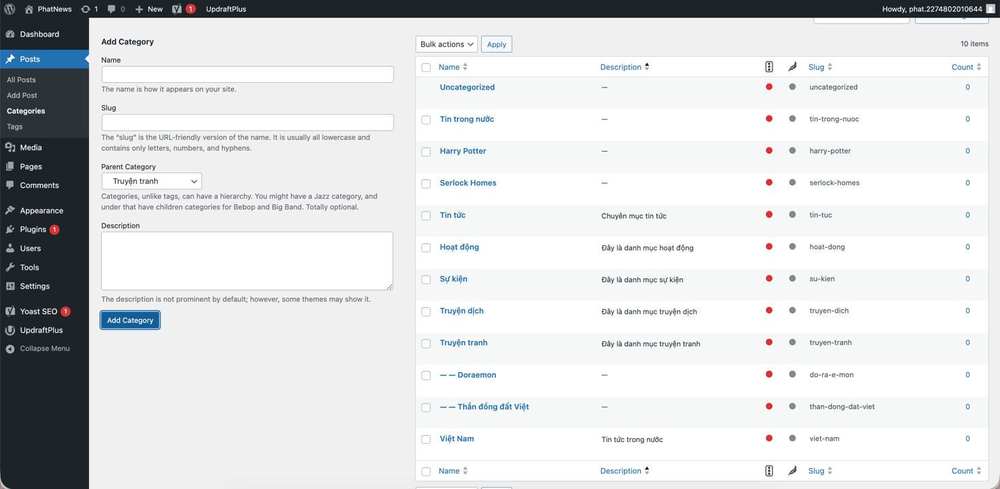 PhatNews 1 0 New 1 UpdraftPlus Howdy, phat.2274802010644
Dashboard
Posts
All Posts
Add Post
Categories
Tags
Media
Pages
Comments
Appearance
Plugins 1
Users
Tools
Settings
Yoast SEO 1
UpdraftPlus
Collapse Menu
Add Category
Name
The name is how it appears on your site.
Slug
The “slug” is the URL-friendly version of the name. It is usually all lowercase and
contains only letters, numbers, and hyphens.
Parent Category
Truyện tranh
Categories, unlike tags, can have a hierarchy. You might have a Jazz category, and
under that have children categories for Bebop and Big Band. Totally optional.
Description
The description is not prominent by default; however, some themes may show it.
Add Category
Bulk actions Apply 10 items
Name Description Slug Count
Uncategorized — uncategorized 0
Tin trong nước — tin-trong-nuoc 0
Harry Potter — harry-potter 0
Serlock Homes — serlock-homes 0
Tin tức Chuyên mục tin tức tin-tuc 0
Hoạt động Đây là danh mục hoạt động hoat-dong 0
Sự kiện Đây là danh mục sự kiện su-kien 0
Truyện dịch Đây là danh mục truyện dịch truyen-dich 0
Truyện tranh Đây là danh mục truyện tranh truyen-tranh 0
— — Doraemon — do-ra-e-mon 0
— — Thần đồng đất Việt — than-dong-dat-viet 0
Việt Nam Tin tức trong nước viet-nam 0
Name Description Slug Count